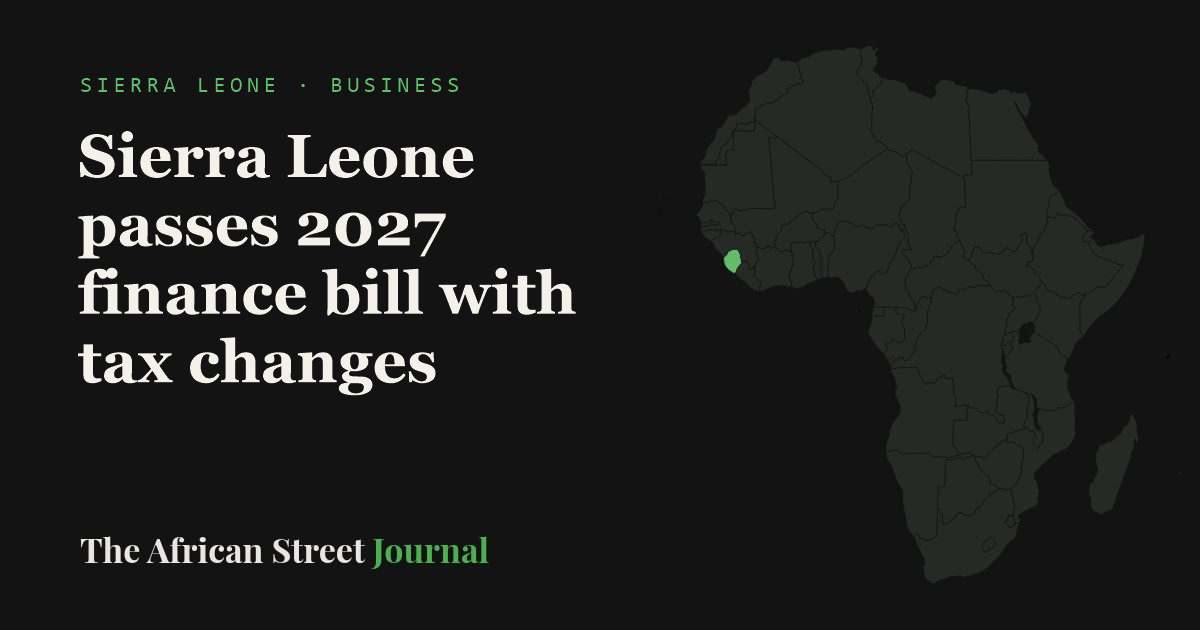 SIERRA LEONE · BUSINESS
Sierra Leone
passes 2027
finance bill with
tax changes
The African Street Journal